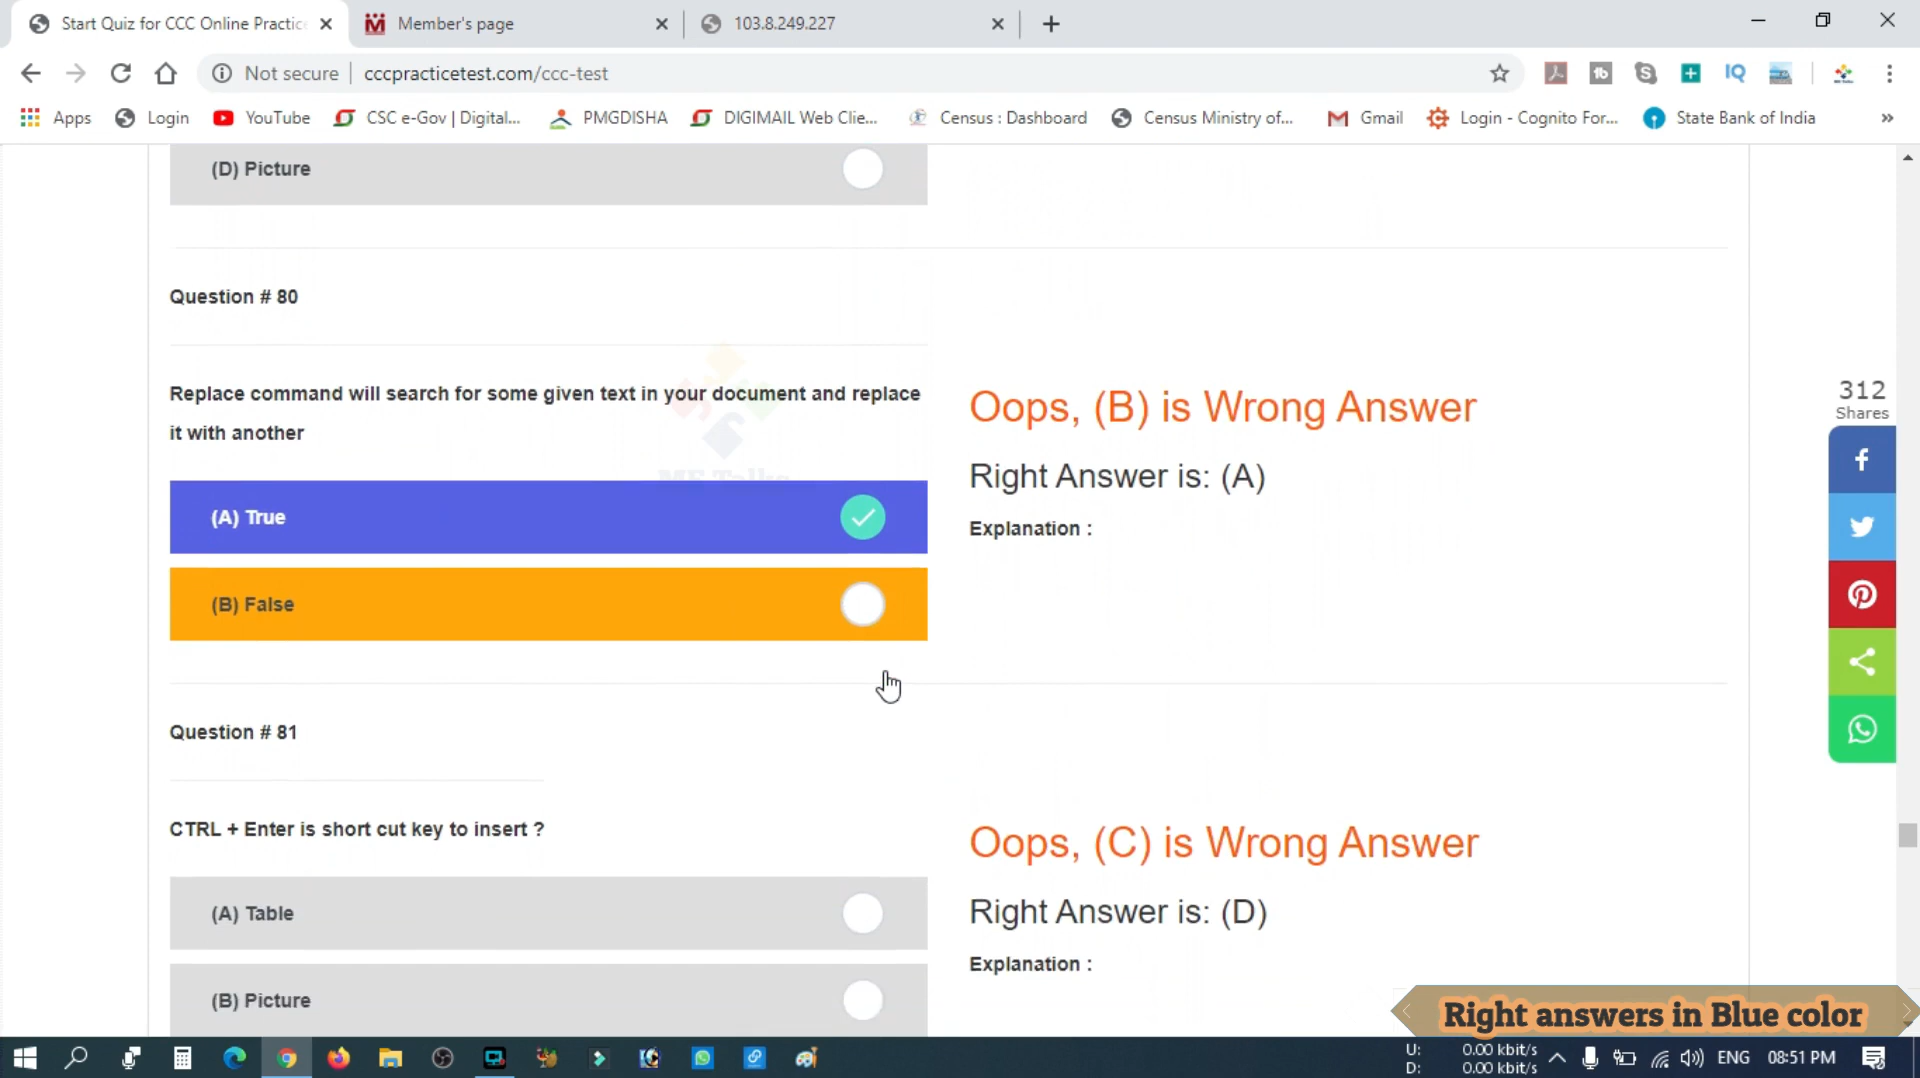 Start Quiz for CCC Online Practice
Member's page
103.8.249.227
Not secure
cccpracticetest.com/ccc-test
Apps
Login
YouTube
CSC e-Gov | Digital...
PMGDISHA
DIGIMAIL Web Clie...
Census : Dashboard
Census Ministry of...
Gmail
Login - Cognito For...
State Bank of India
(D) Picture
Question # 80
Replace command will search for some given text in your document and replace
it with another
(A) True
(B) False
Oops, (B) is Wrong Answer
Right Answer is: (A)
Explanation :
312
Shares
Question # 81
CTRL + Enter is short cut key to insert ?
(A) Table
(B) Picture
Oops, (C) is Wrong Answer
Right Answer is: (D)
Explanation :
Right answers in Blue color
U: 0.00 kbit/s
D: 0.00 kbit/s
ENG
08:51 PM